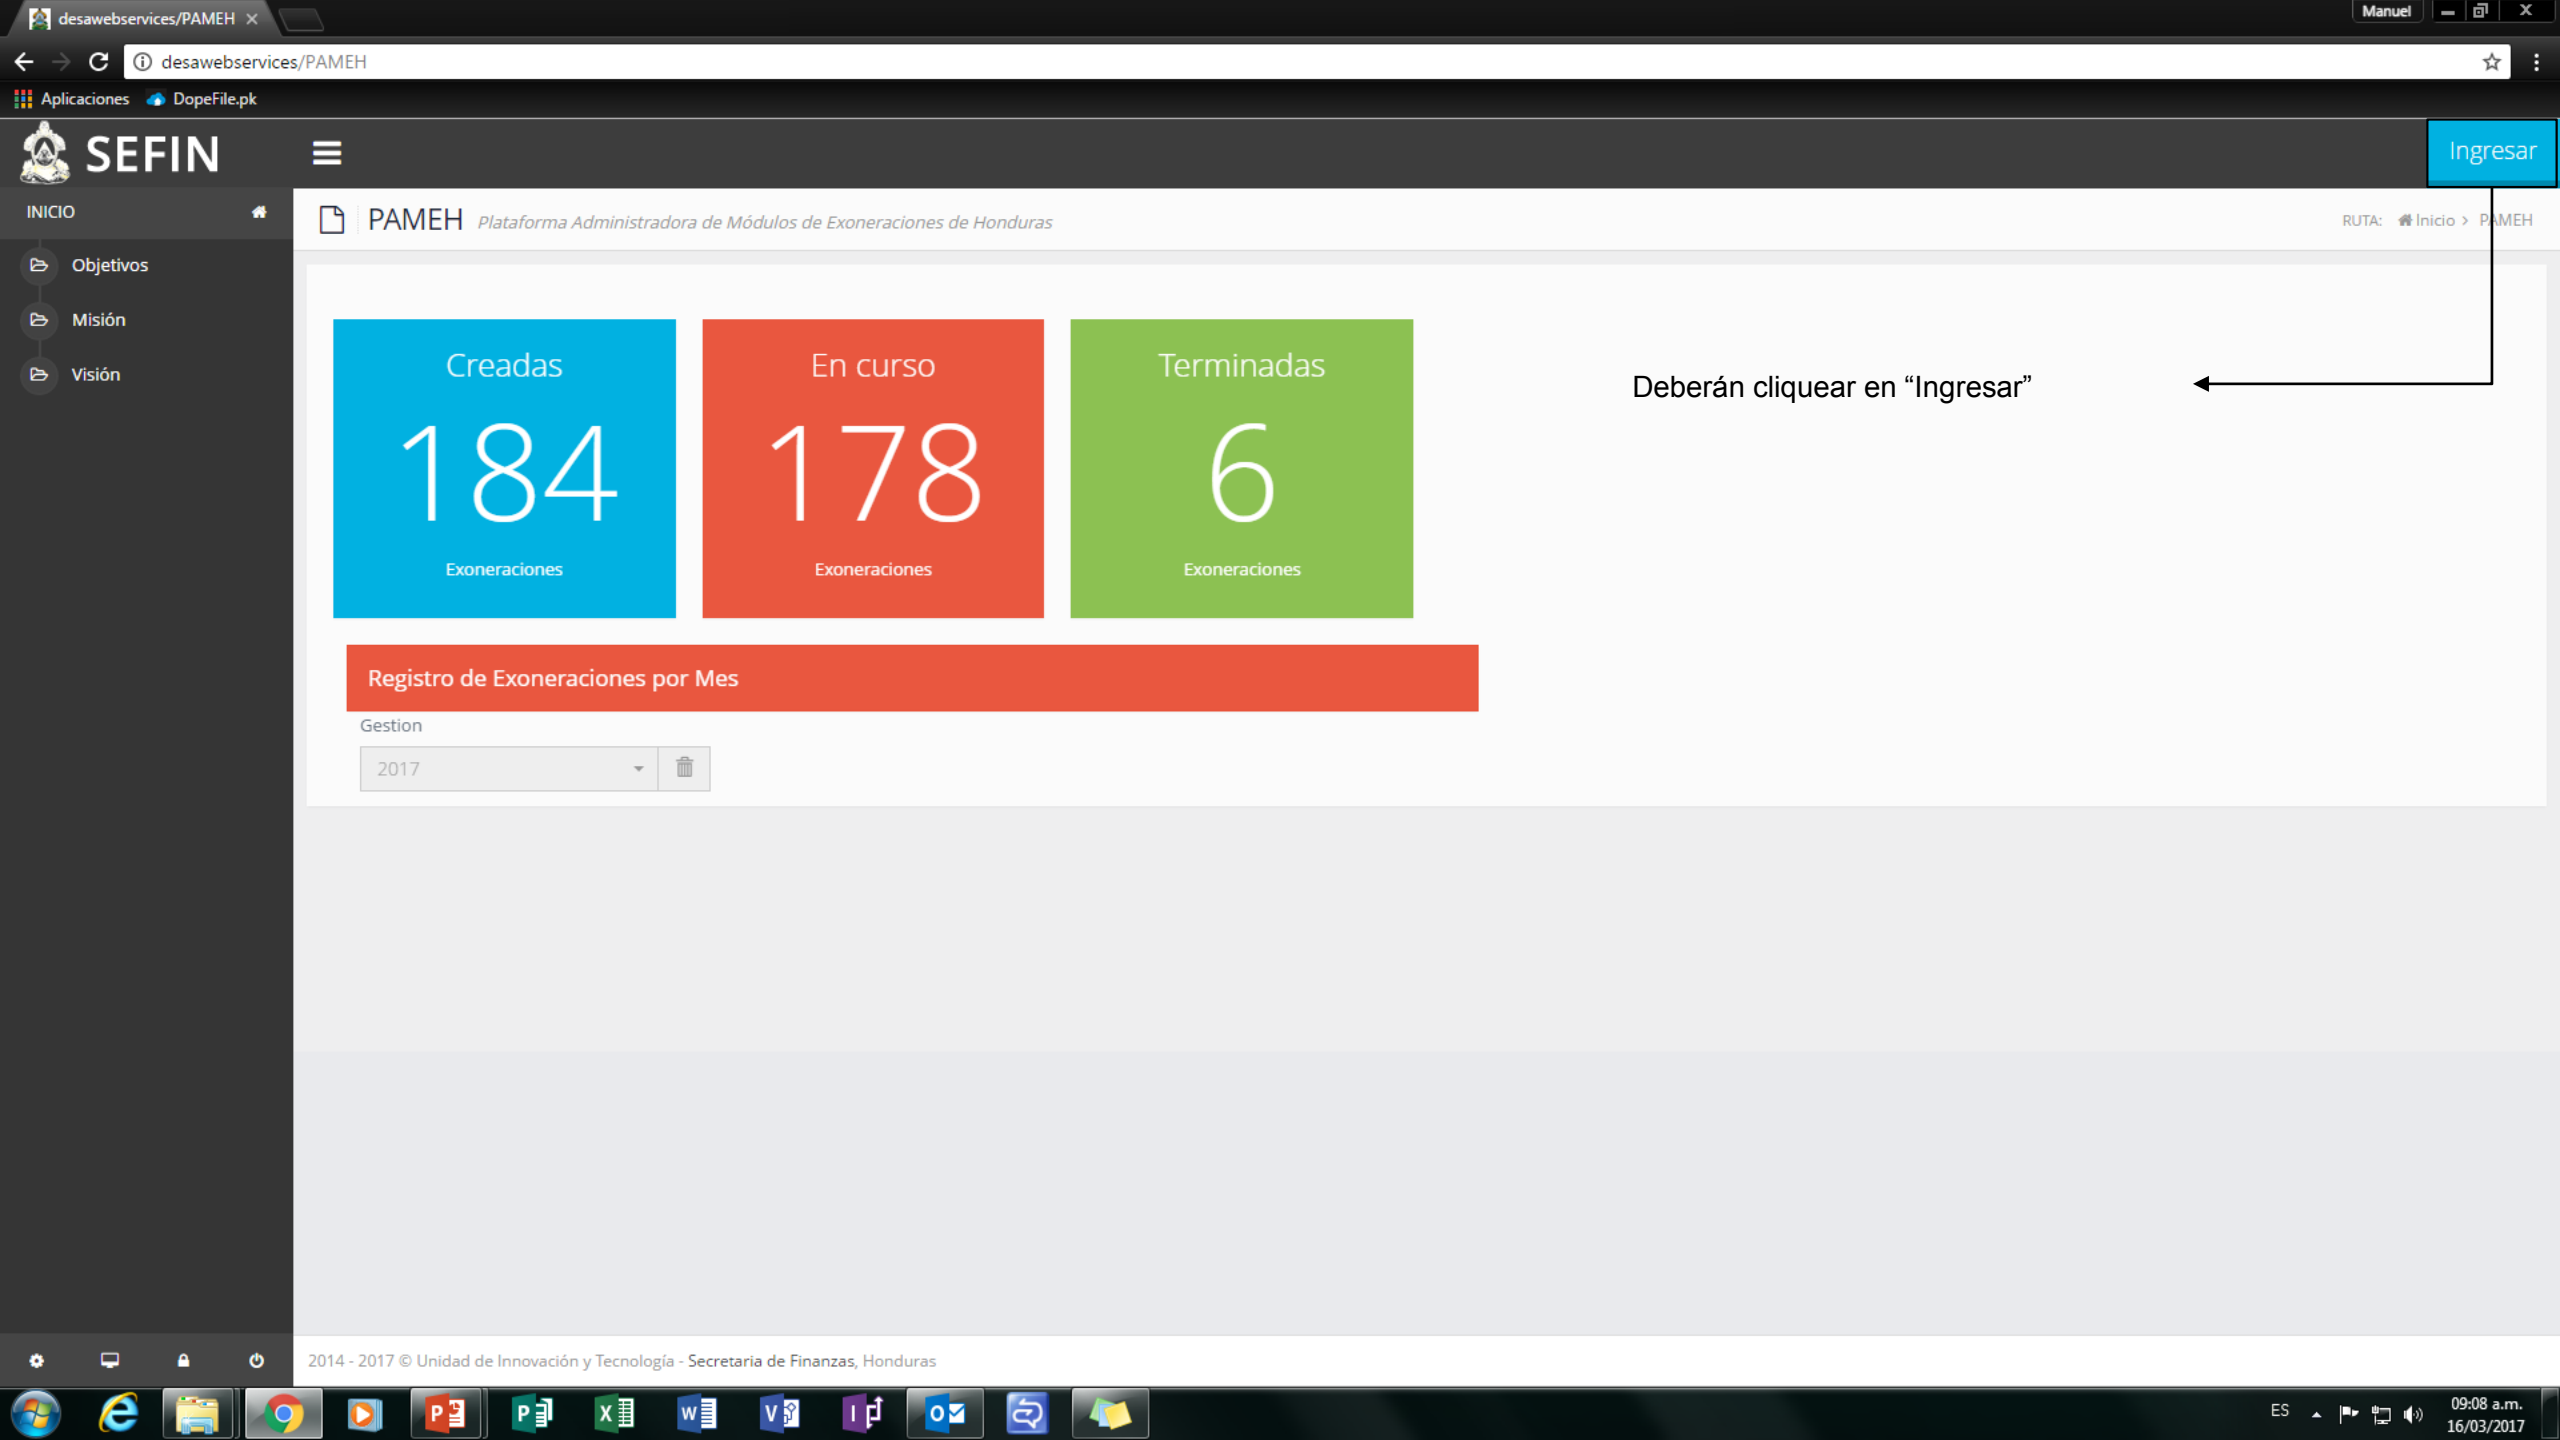 desawebservices/PAMEH
Manuel
desawebservices/PAMEH
Aplicaciones DopeFile.pk
SEFIN
Ingresar
INICIO
PAMEH Plataforma Administradora de Módulos de Exoneraciones de Honduras
RUTA: Inicio > PAMEH
Objetivos
Misión
Visión
Creadas
184
Exoneraciones
En curso
178
Exoneraciones
Terminadas
6
Exoneraciones
Deberán cliquear en “Ingresar”
Registro de Exoneraciones por Mes
Gestion
2017
2014 - 2017 © Unidad de Innovación y Tecnología - Secretaria de Finanzas, Honduras
ES
09:08 a.m.
16/03/2017